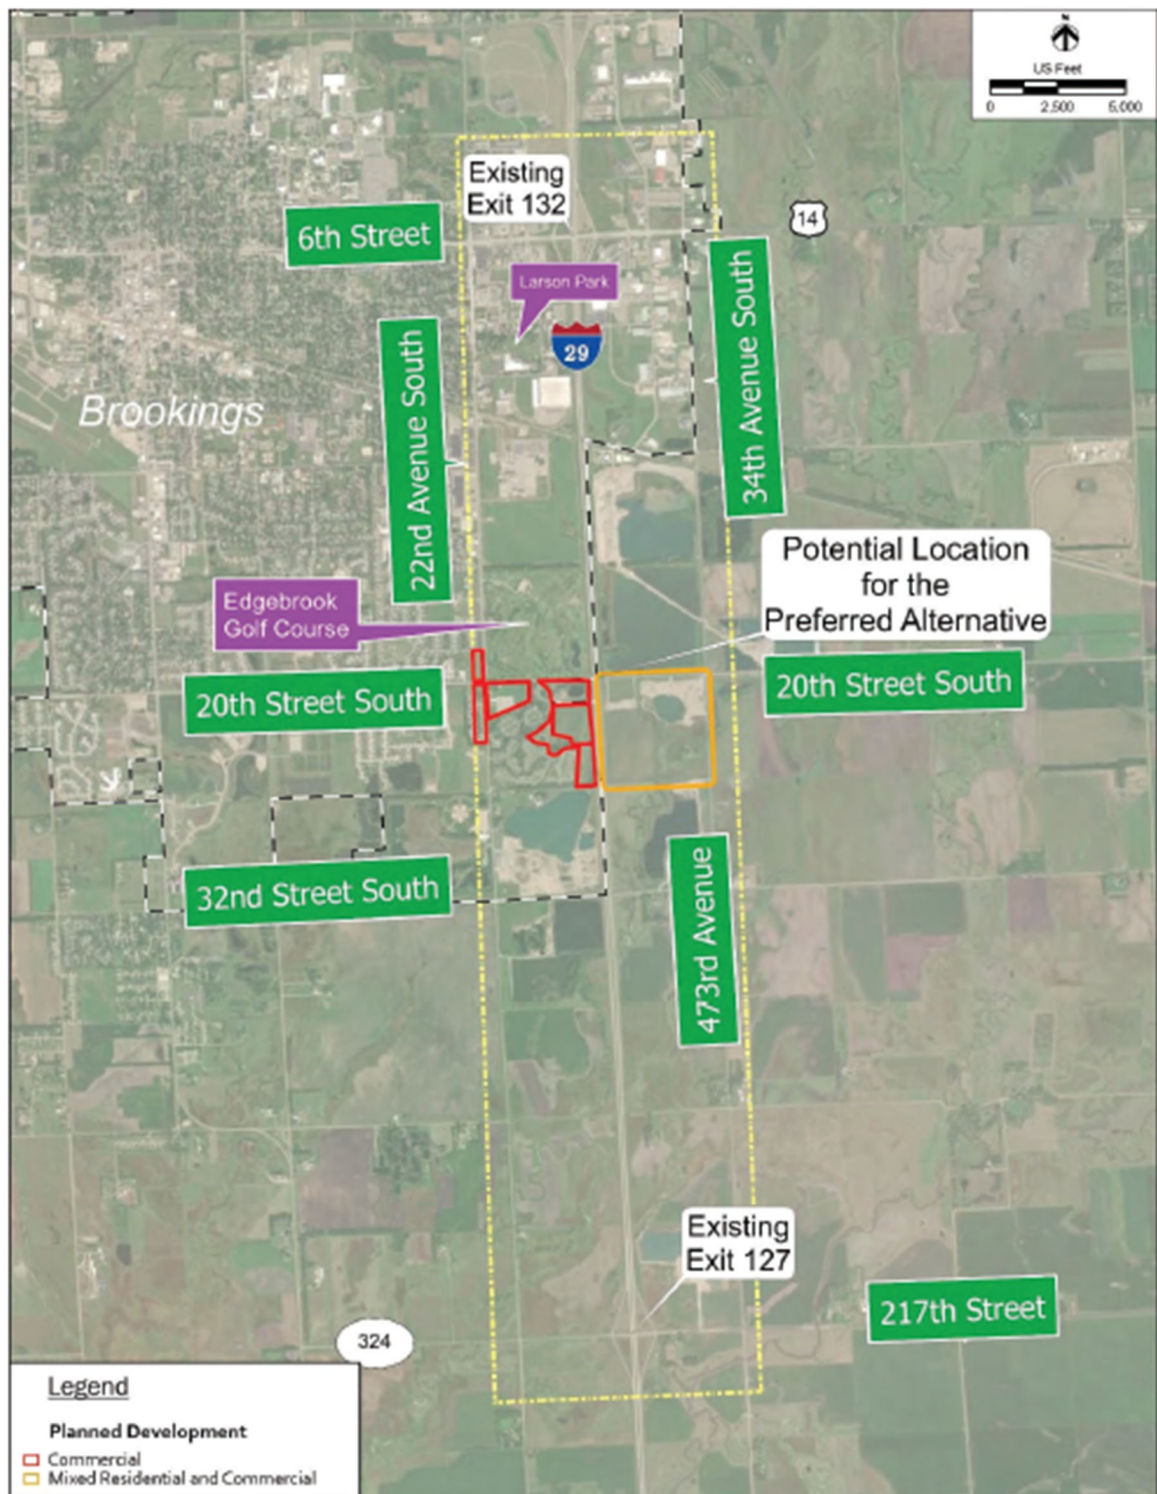 N
US Feet
0 2,500 5,000
Existing
Exit 132
14
6th Street
Larson Park
29
34th Avenue South
22nd Avenue South
Brookings
Potential Location
for the
Preferred Alternative
Edgebrook
Golf Course
20th Street South
20th Street South
32nd Street South
473rd Avenue
Existing
Exit 127
217th Street
324
Legend
Planned Development
Commercial
Mixed Residential and Commercial